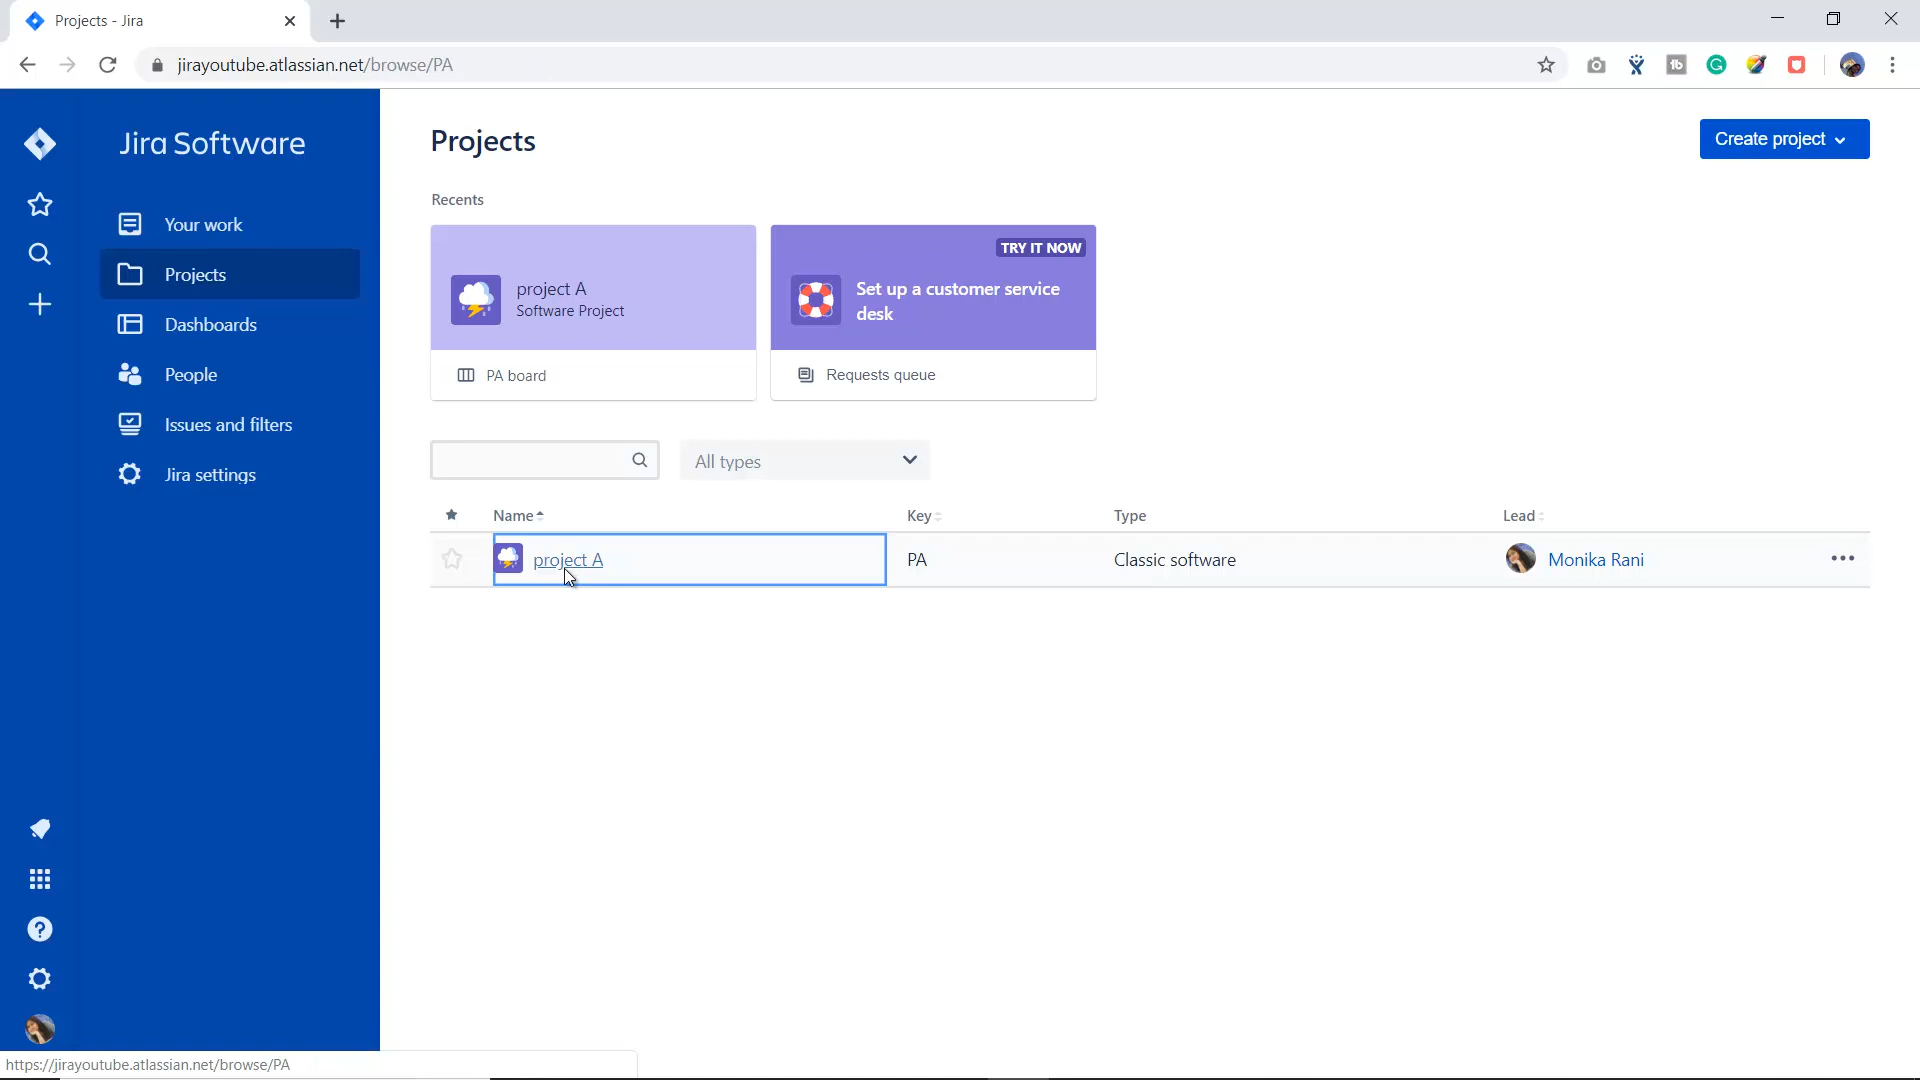 Projects - Jira
jirayoutube.atlassian.net/browse/PA
Jira Software
Your work
Projects
Dashboards
People
Issues and filters
Jira settings
Projects
Create project
Recents
project A
Software Project
PA board
TRY IT NOW
Set up a customer service
desk
Requests queue
All types
Name
Key
Type
Lead
project A
PA
Classic software
Monika Rani
https://jirayoutube.atlassian.net/browse/PA